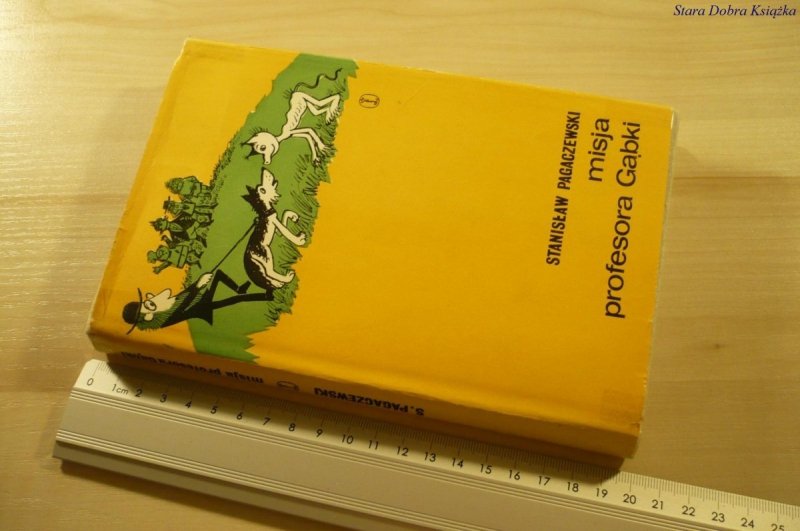 Stara Dobra Książka
STANISŁAW PAGACZEWSKI
misja
profesora Gąbki
S. PAGACZEWSKI misja profesora Gąbki
0 1cm 2 3 4 5 6 7 8 9 10 11 12 13 14 15 16 17 18 19 20 21 22 23 24 25